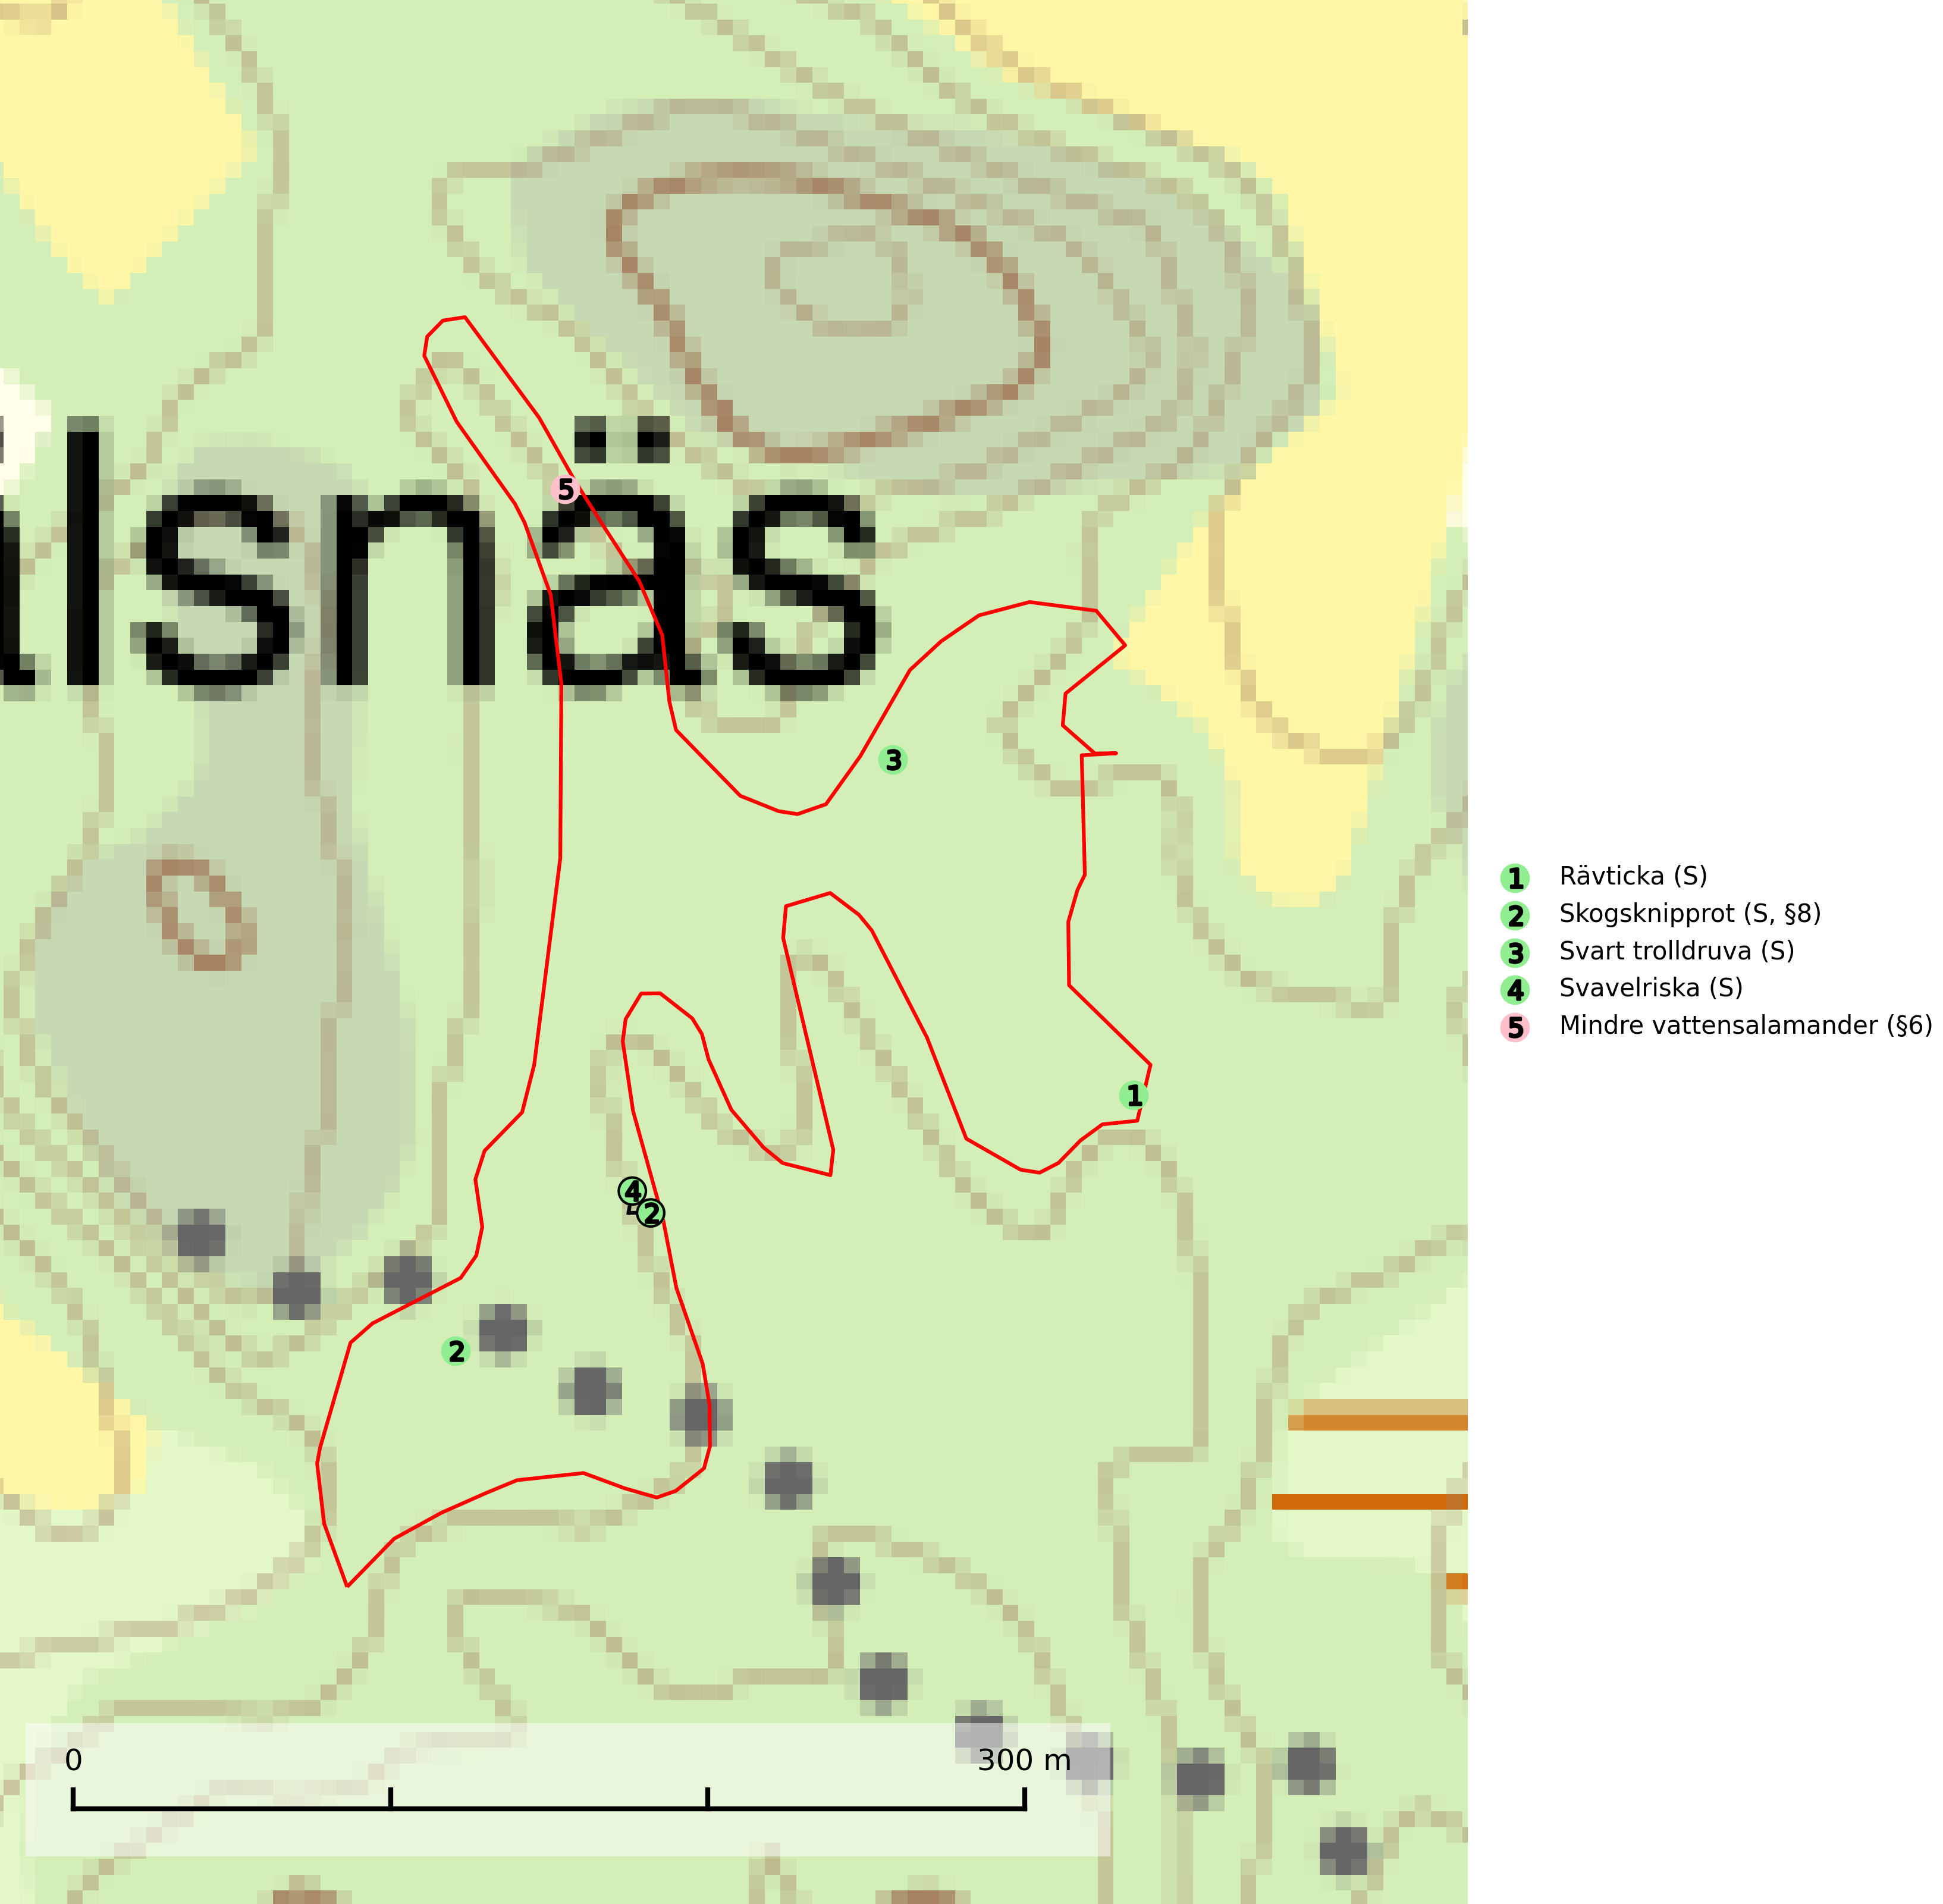 lsnäs
5
3
1
4
2
2
1 Rävticka (S)
2 Skogsknipprot (S, §8)
3 Svart trolldruva (S)
4 Svavelriska (S)
5 Mindre vattensalamander (§6)
0 300 m